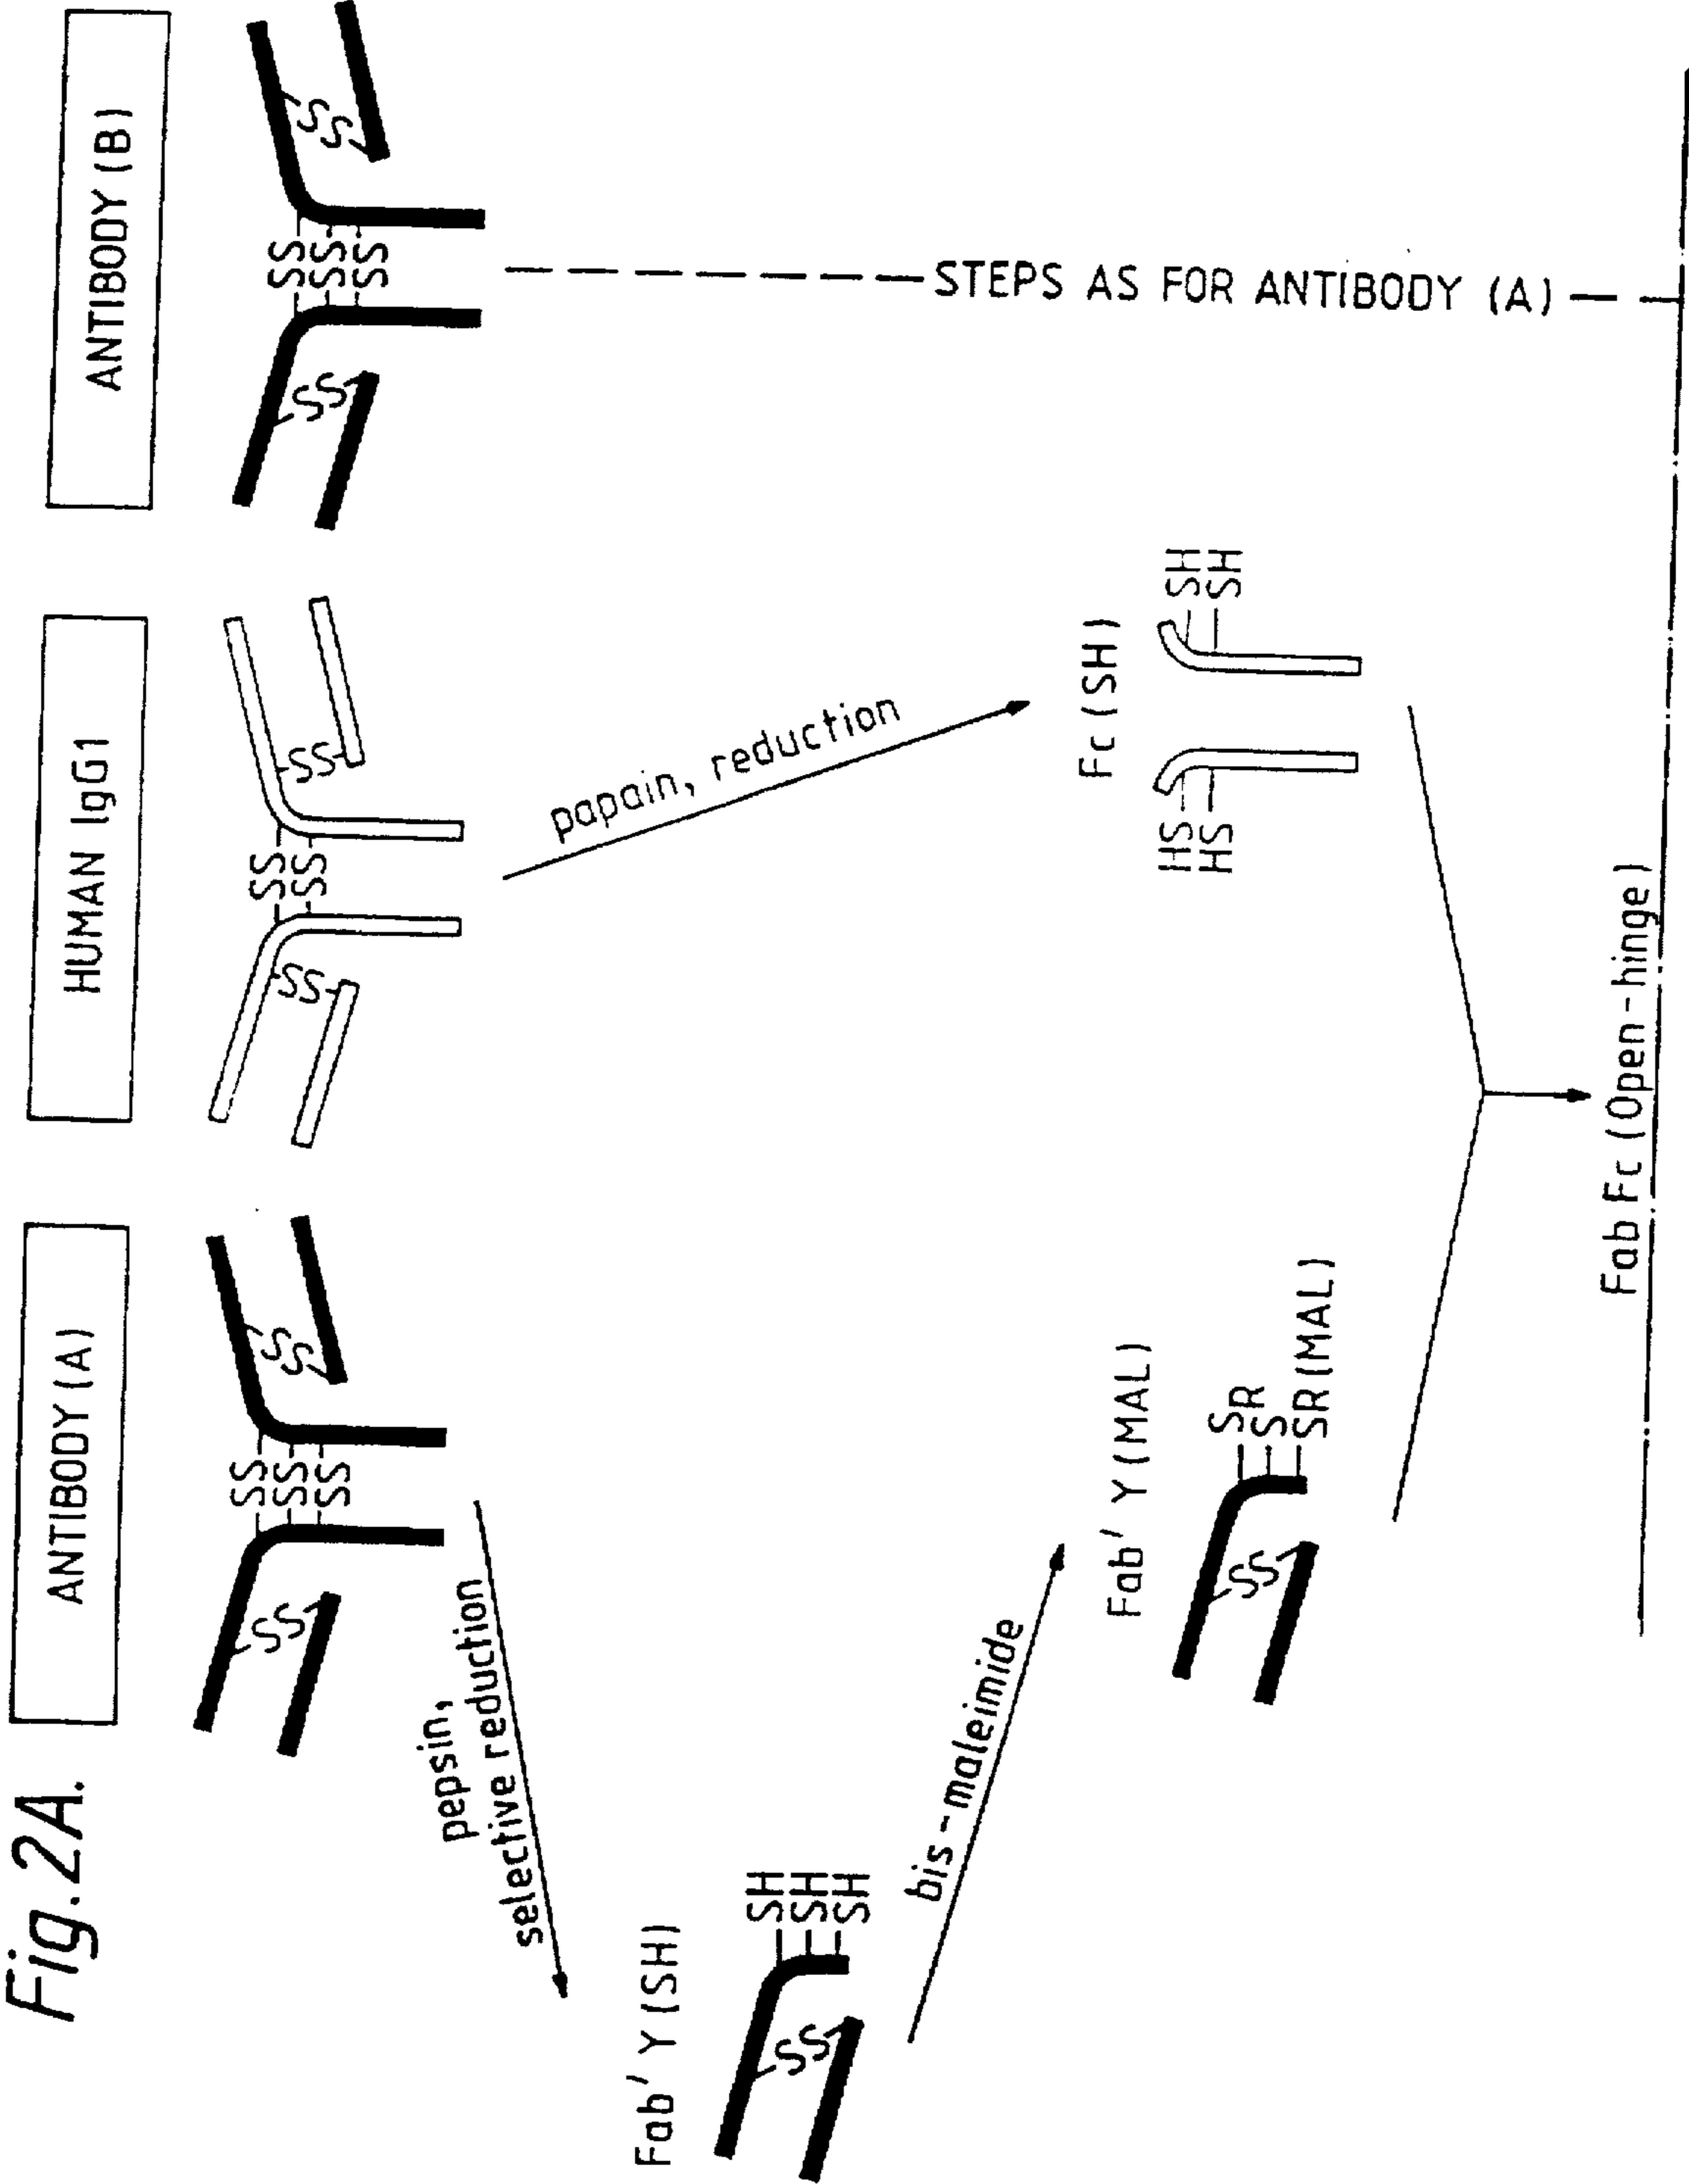 Fig. 2A.
ANTIBODY (A)
HUMAN IgG1
ANTIBODY (B)
SS
SS
SS
SS
SS
SS
SS
SS
SS
SS
SS
SS
SS
SS
pepsin,
selective reduction
papain, reduction
STEPS AS FOR ANTIBODY (A)
Fab' Y (SH)
SS
SH
SH
SH
bis-maleimide
Fab' Y (MAL)
SS
SR
S
SR (MAL)
Fc (SH)
HS
HS
SH
SH
Fab Fc (Open-hinge)